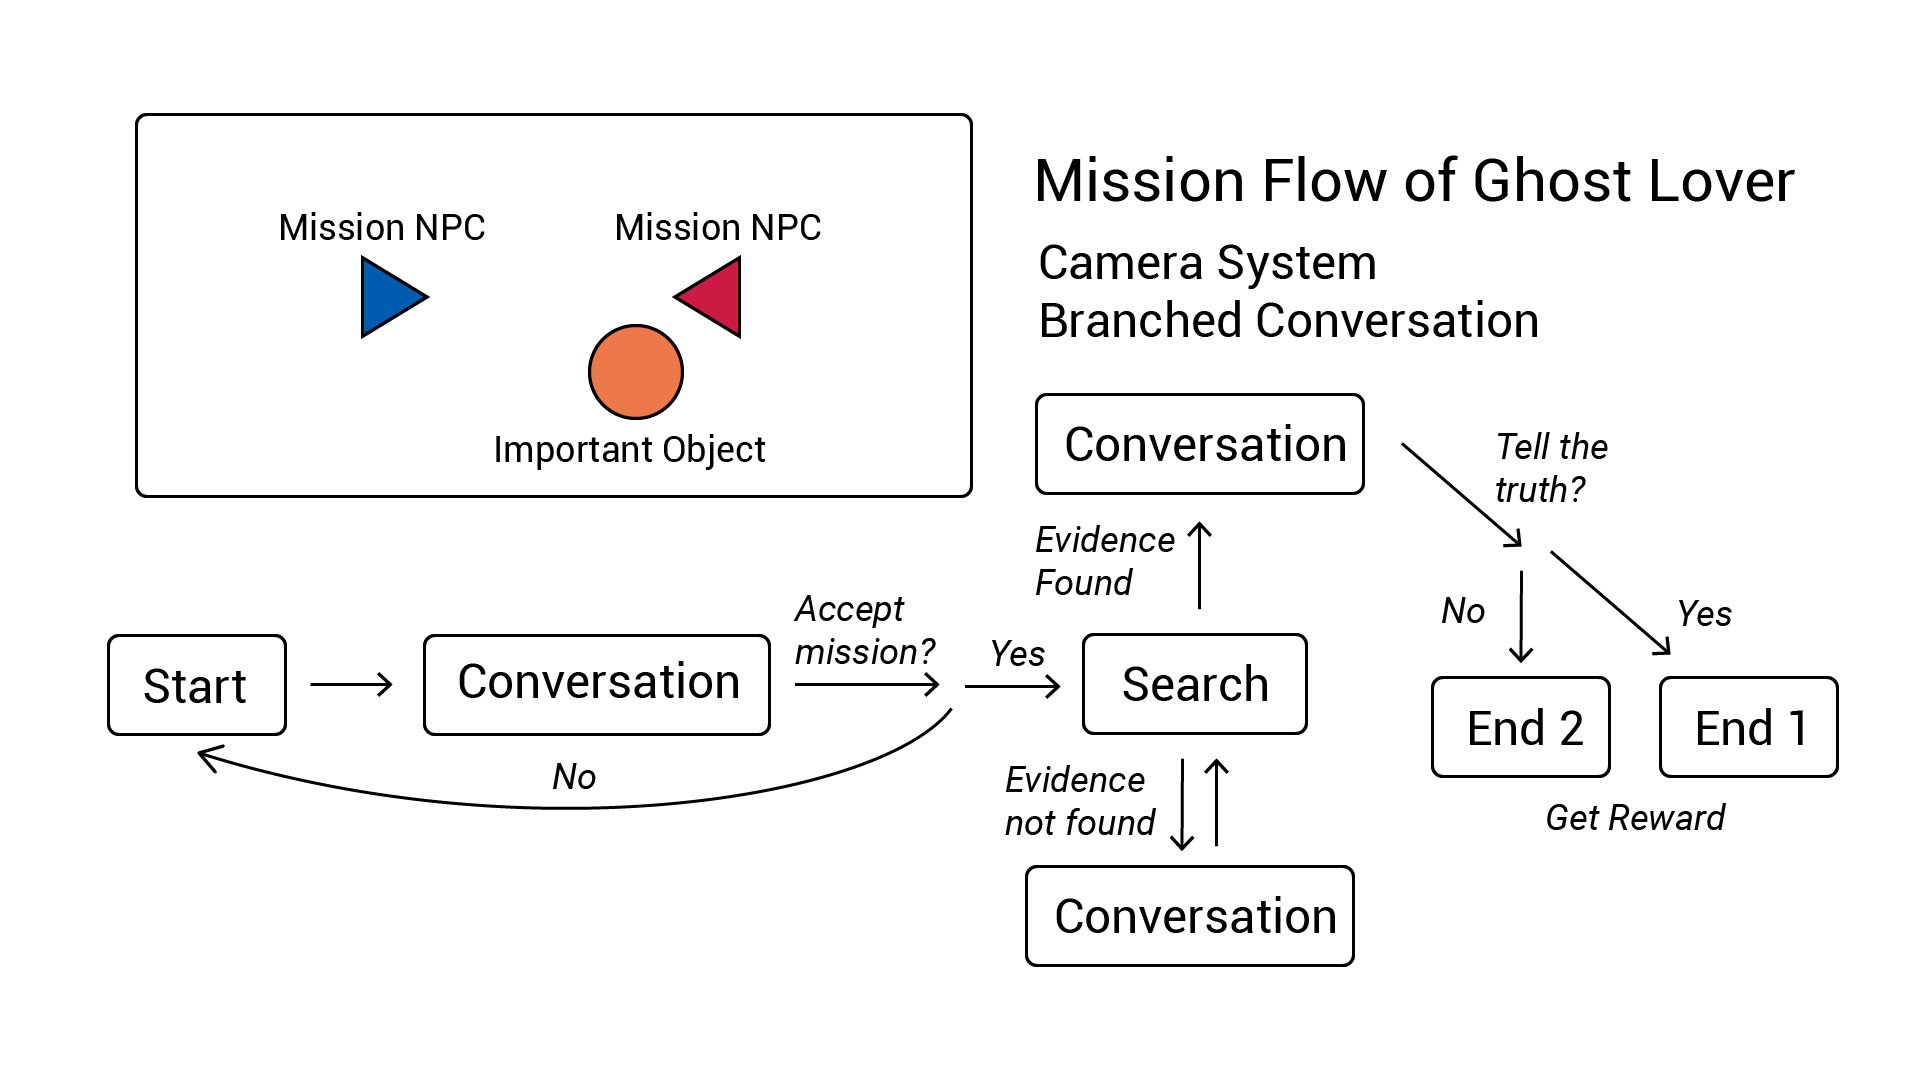 Mission NPC
Mission NPC
Important Object
Mission Flow of Ghost Lover
Camera System
Branched Conversation
Conversation
Tell the
truth?
Evidence
Found
No
Yes
Start
Conversation
Accept
mission?
Yes
Search
No
Evidence
not found
Conversation
End 2
End 1
Get Reward